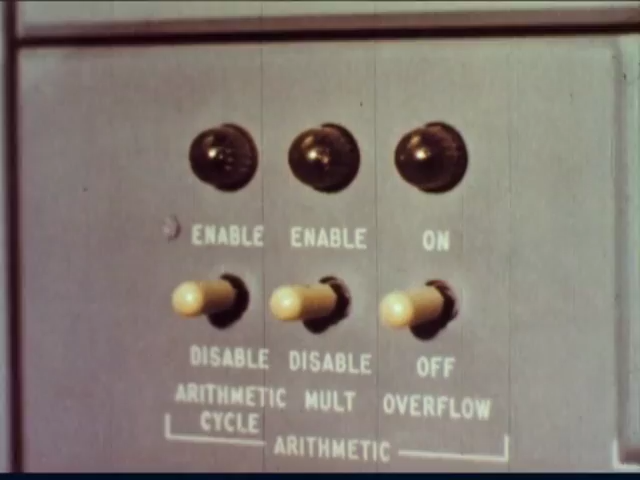 ENABLE ENABLE ON
DISABLE DISABLE OFF
ARITHMETIC CYCLE MULT OVERFLOW
ARITHMETIC